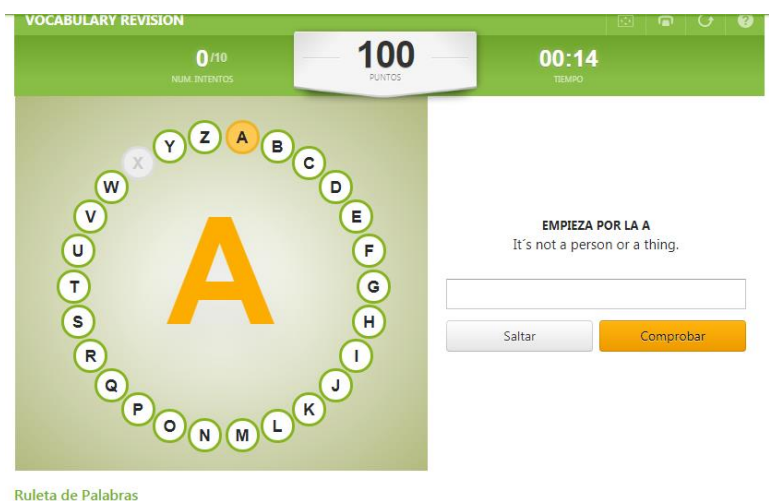 VOCABULARY REVISION
0/10
NUM. INTENTOS
100
PUNTOS
00:14
TIEMPO
A
B
C
D
E
F
G
H
I
J
K
L
M
N
O
P
Q
R
S
T
U
V
W
X
Y
Z
A
EMPIEZA POR LA A
It´s not a person or a thing.
Saltar Comprobar
Ruleta de Palabras